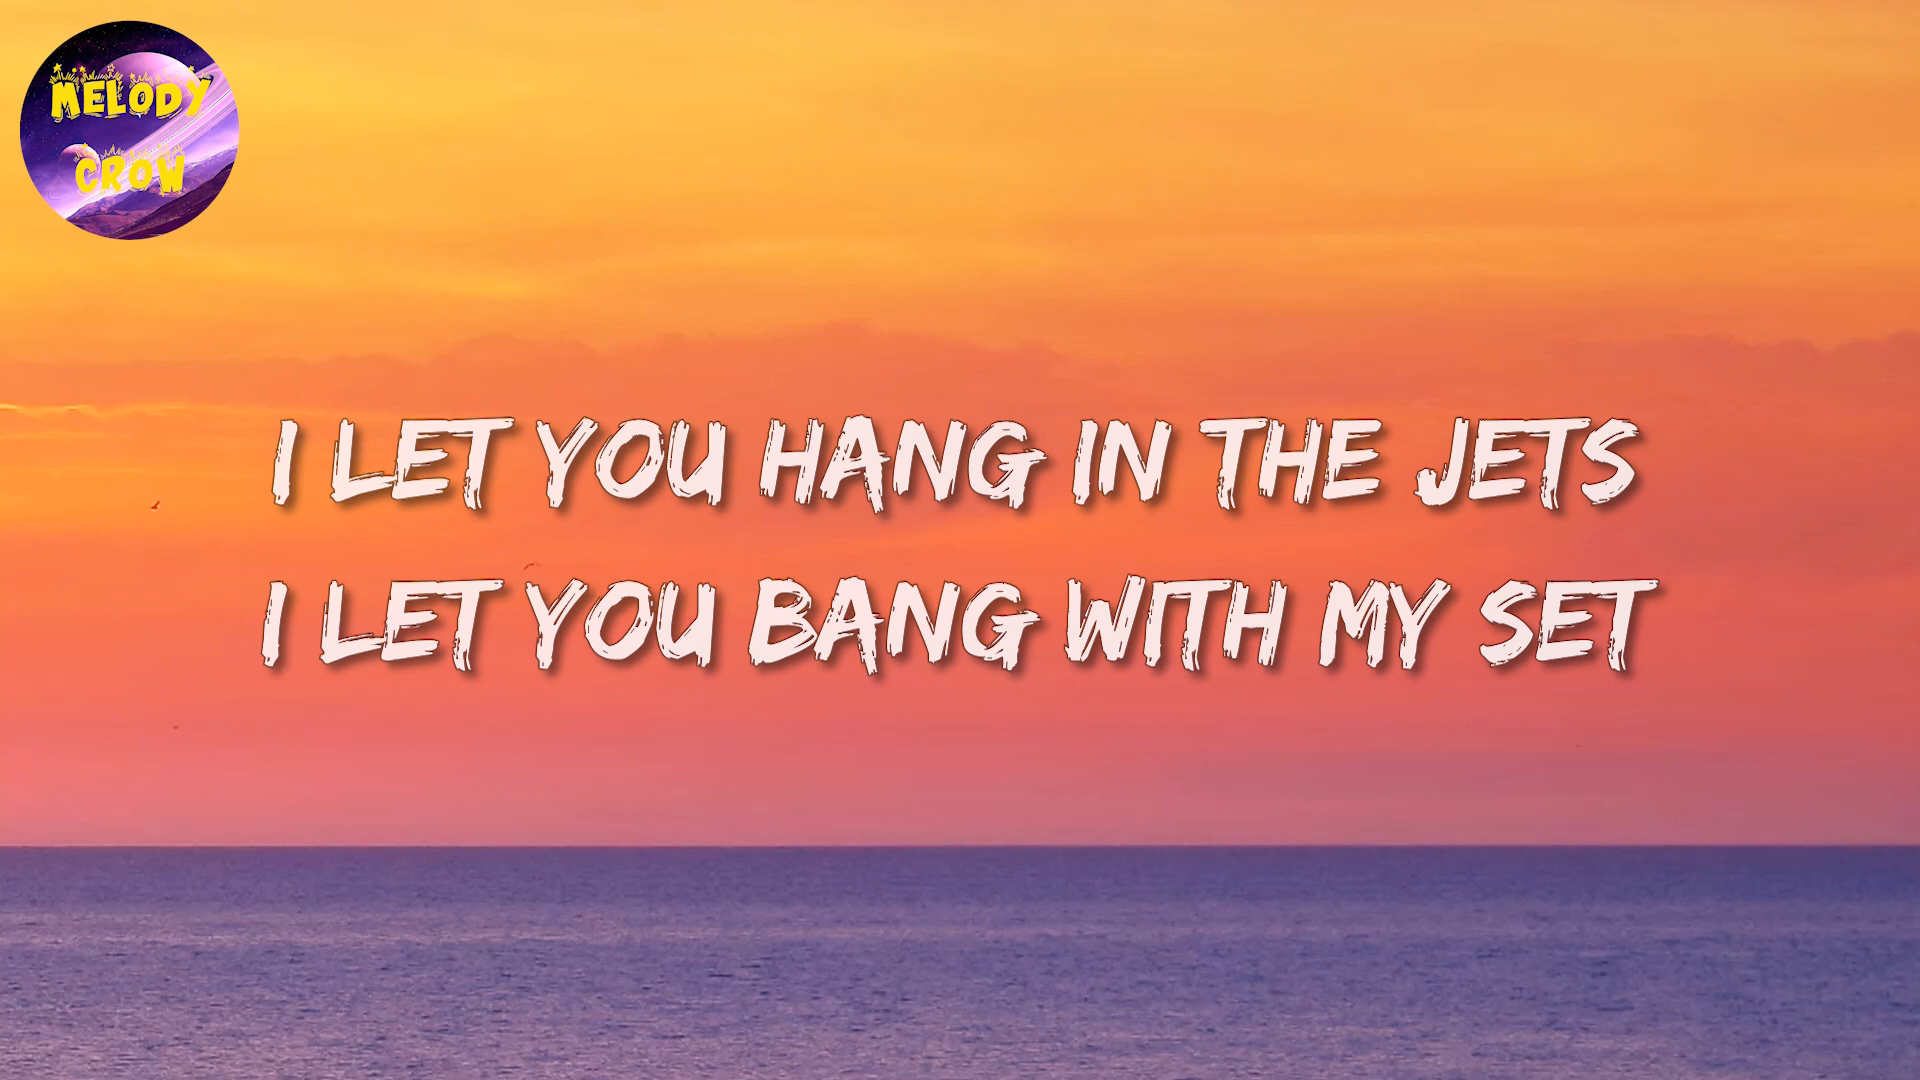 MELODY
CROW
I LET YOU HANG IN THE JETS
I LET YOU BANG WITH MY SET